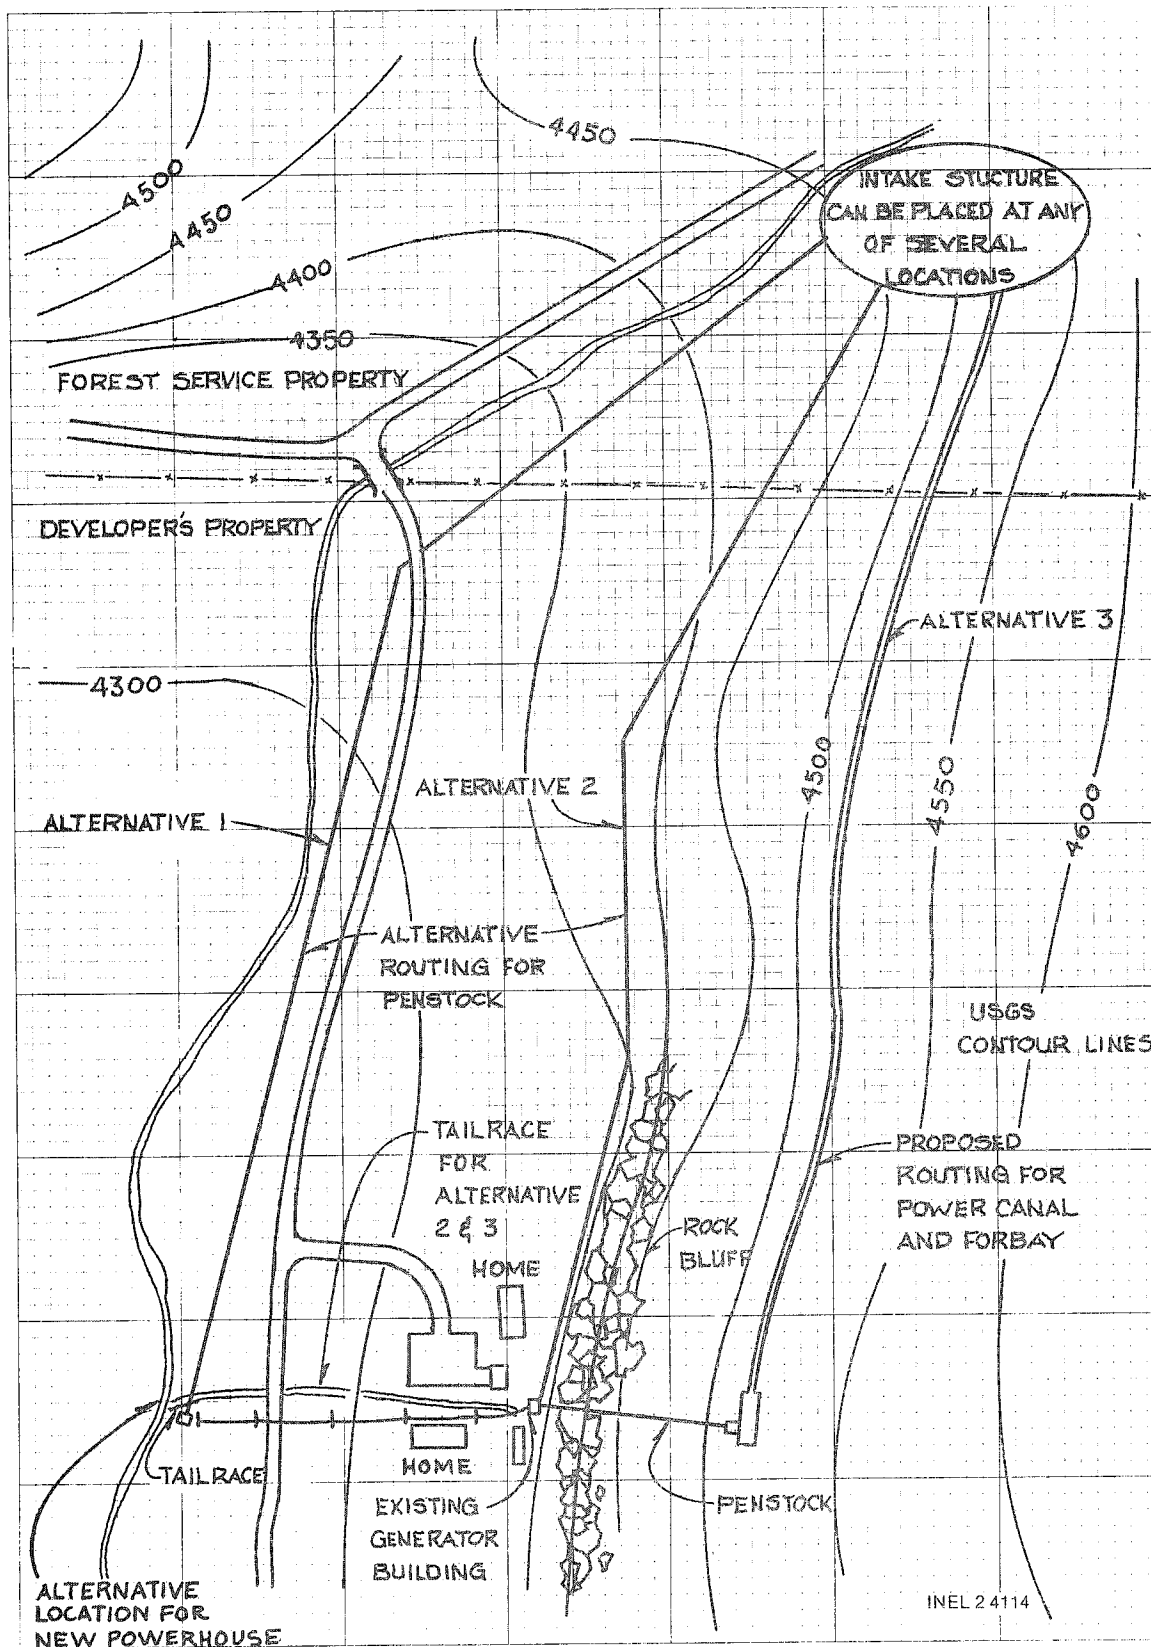 4450
4500
4450
4400
4350
INTAKE STUCTURE
CAN BE PLACED AT ANY
OF SEVERAL
LOCATIONS
FOREST SERVICE PROPERTY
DEVELOPER'S PROPERTY
ALTERNATIVE 3
4300
ALTERNATIVE 2
4500
4550
4600
ALTERNATIVE 1
ALTERNATIVE
ROUTING FOR
PENSTOCK
USGS
CONTOUR LINES
TAILRACE
FOR
ALTERNATIVE
2 & 3
PROPOSED
ROUTING FOR
POWER CANAL
AND FORBAY
ROCK
BLUFF
HOME
TAILRACE
HOME
EXISTING
GENERATOR
BUILDING
PENSTOCK
ALTERNATIVE
LOCATION FOR
NEW POWERHOUSE
INEL 2 4114